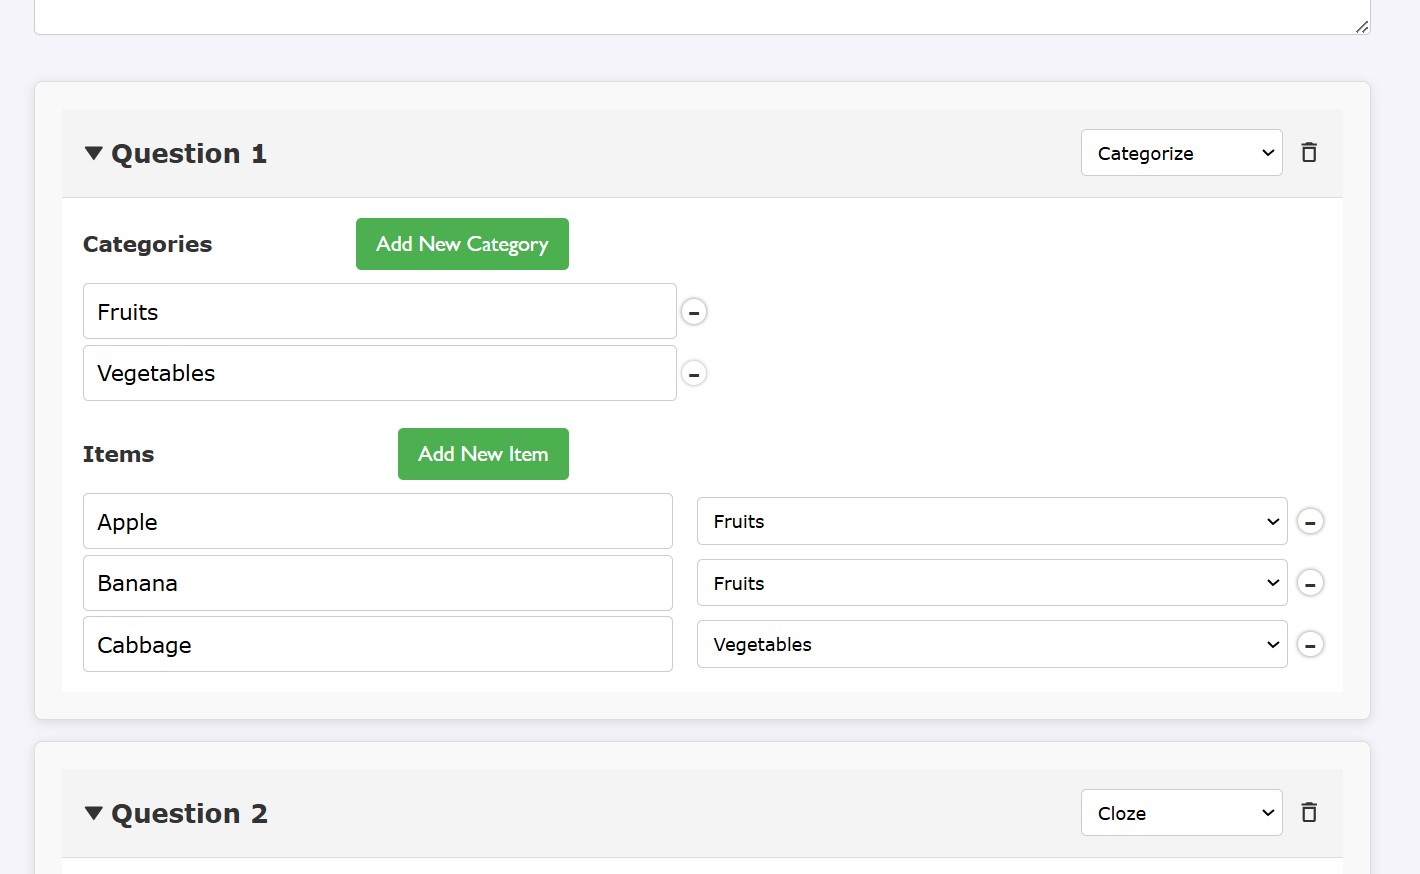 Question 1
Categorize
Categories
Add New Category
Fruits
Vegetables
Items
Add New Item
Apple
Fruits
Banana
Fruits
Cabbage
Vegetables
Question 2
Cloze